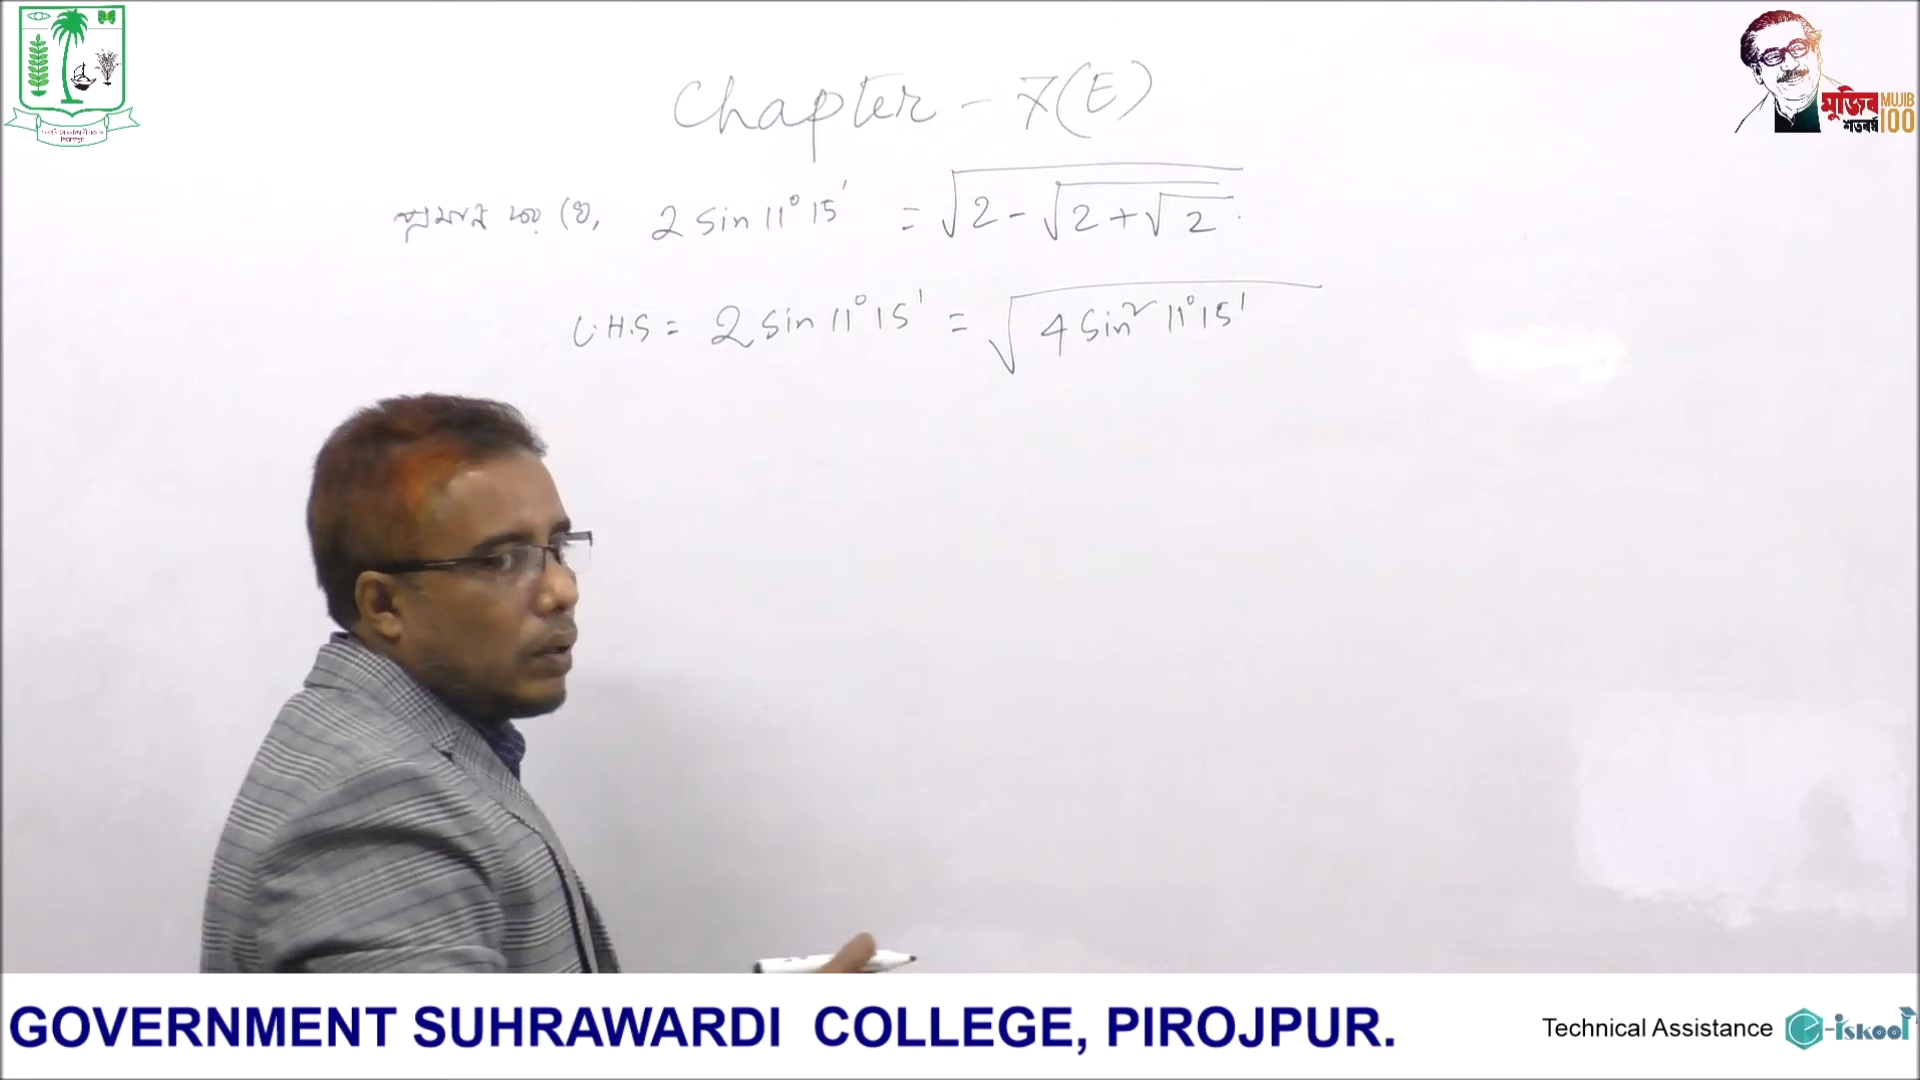 Chapter - 7(E)
প্রমাণ কর যে, 2 sin 11° 15' = √(2 - √(2 + √2)).
L.H.S = 2 sin 11° 15' = √(4 sin² 11° 15')
মুজিব শতবর্ষ MUJIB 100
GOVERNMENT SUHRAWARDI COLLEGE, PIROJPUR.
Technical Assistance e-iskool